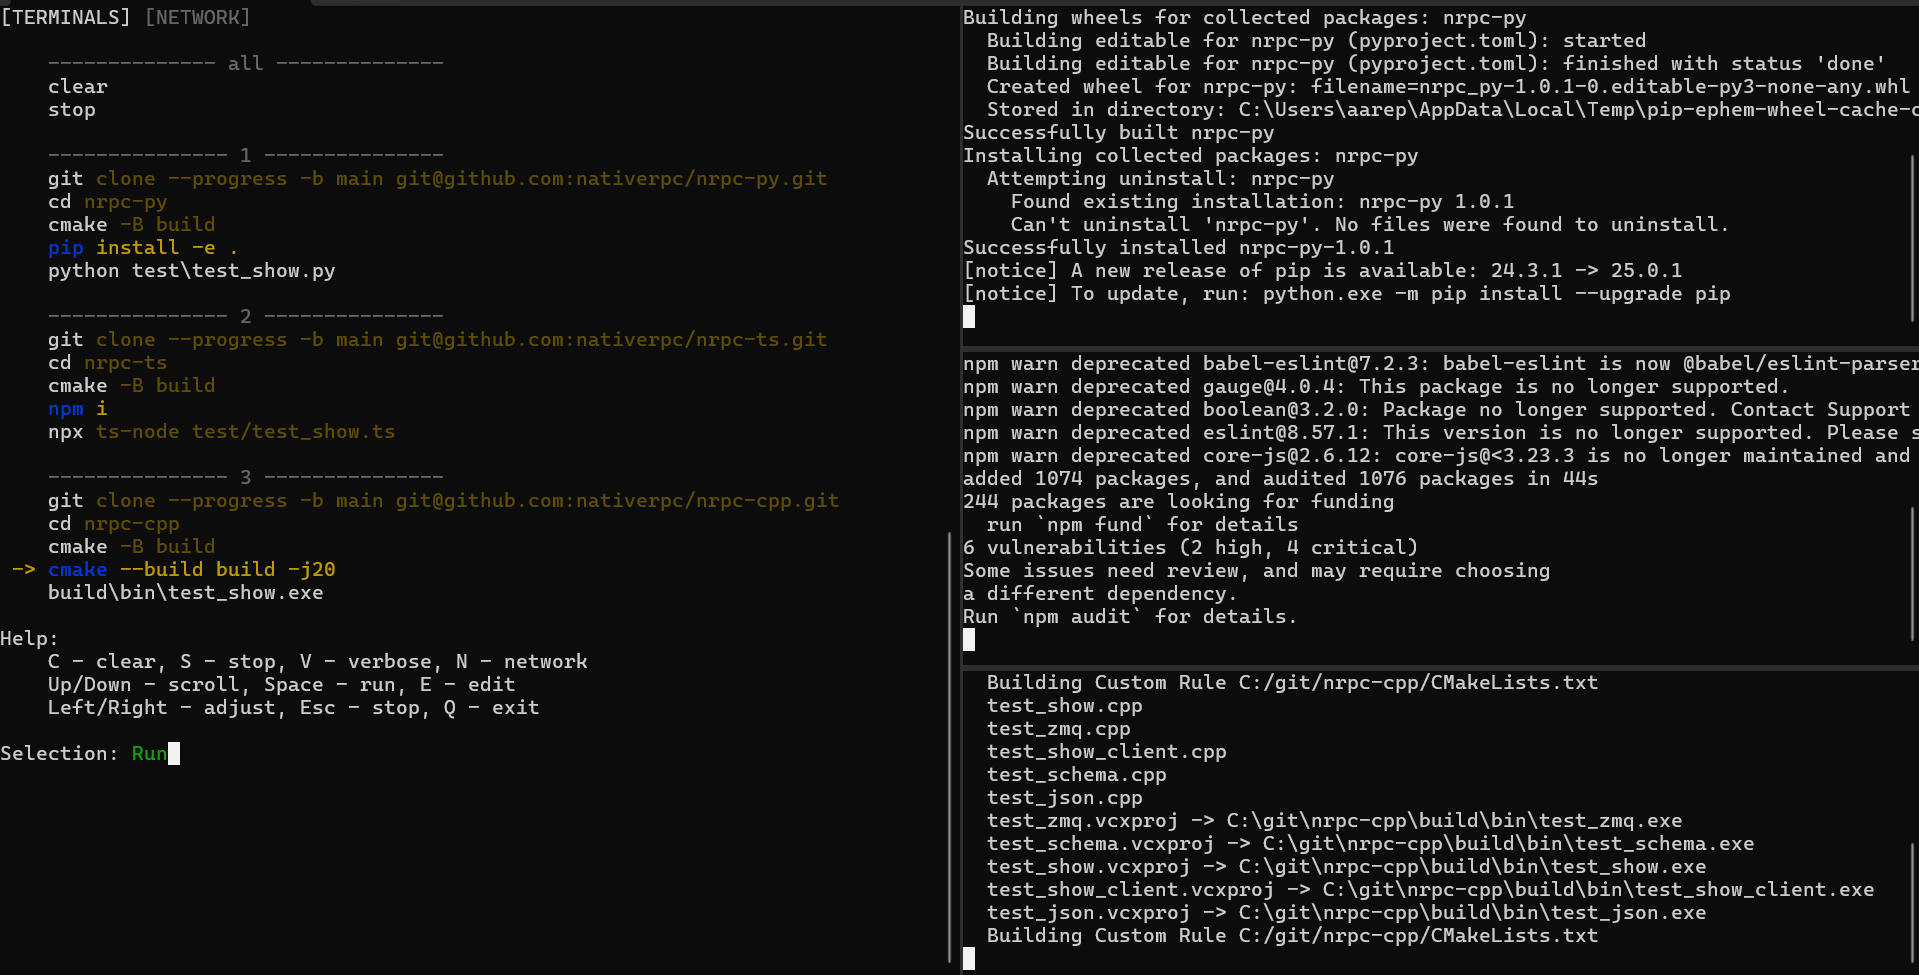 [TERMINALS] [NETWORK]
-------------- all --------------
clear
stop
--------------- 1 ---------------
git clone --progress -b main git@github.com:nativerpc/nrpc-py.git
cd nrpc-py
cmake -B build
pip install -e .
python test\test_show.py
--------------- 2 ---------------
git clone --progress -b main git@github.com:nativerpc/nrpc-ts.git
cd nrpc-ts
cmake -B build
npm i
npx ts-node test/test_show.ts
--------------- 3 ---------------
git clone --progress -b main git@github.com:nativerpc/nrpc-cpp.git
cd nrpc-cpp
cmake -B build
-> cmake --build build -j20
build\bin\test_show.exe
Help:
C - clear, S - stop, V - verbose, N - network
Up/Down - scroll, Space - run, E - edit
Left/Right - adjust, Esc - stop, Q - exit
Selection: Run
Building wheels for collected packages: nrpc-py
Building editable for nrpc-py (pyproject.toml): started
Building editable for nrpc-py (pyproject.toml): finished with status 'done'
Created wheel for nrpc-py: filename=nrpc_py-1.0.1-0.editable-py3-none-any.whl
Stored in directory: C:\Users\aarep\AppData\Local\Temp\pip-ephem-wheel-cache-c
Successfully built nrpc-py
Installing collected packages: nrpc-py
Attempting uninstall: nrpc-py
Found existing installation: nrpc-py 1.0.1
Can't uninstall 'nrpc-py'. No files were found to uninstall.
Successfully installed nrpc-py-1.0.1
[notice] A new release of pip is available: 24.3.1 -> 25.0.1
[notice] To update, run: python.exe -m pip install --upgrade pip
npm warn deprecated babel-eslint@7.2.3: babel-eslint is now @babel/eslint-parser
npm warn deprecated gauge@4.0.4: This package is no longer supported.
npm warn deprecated boolean@3.2.0: Package no longer supported. Contact Support
npm warn deprecated eslint@8.57.1: This version is no longer supported. Please s
npm warn deprecated core-js@2.6.12: core-js@<3.23.3 is no longer maintained and
added 1074 packages, and audited 1076 packages in 44s
244 packages are looking for funding
run `npm fund` for details
6 vulnerabilities (2 high, 4 critical)
Some issues need review, and may require choosing
a different dependency.
Run `npm audit` for details.
Building Custom Rule C:/git/nrpc-cpp/CMakeLists.txt
test_show.cpp
test_zmq.cpp
test_show_client.cpp
test_schema.cpp
test_json.cpp
test_zmq.vcxproj -> C:\git\nrpc-cpp\build\bin\test_zmq.exe
test_schema.vcxproj -> C:\git\nrpc-cpp\build\bin\test_schema.exe
test_show.vcxproj -> C:\git\nrpc-cpp\build\bin\test_show.exe
test_show_client.vcxproj -> C:\git\nrpc-cpp\build\bin\test_show_client.exe
test_json.vcxproj -> C:\git\nrpc-cpp\build\bin\test_json.exe
Building Custom Rule C:/git/nrpc-cpp/CMakeLists.txt